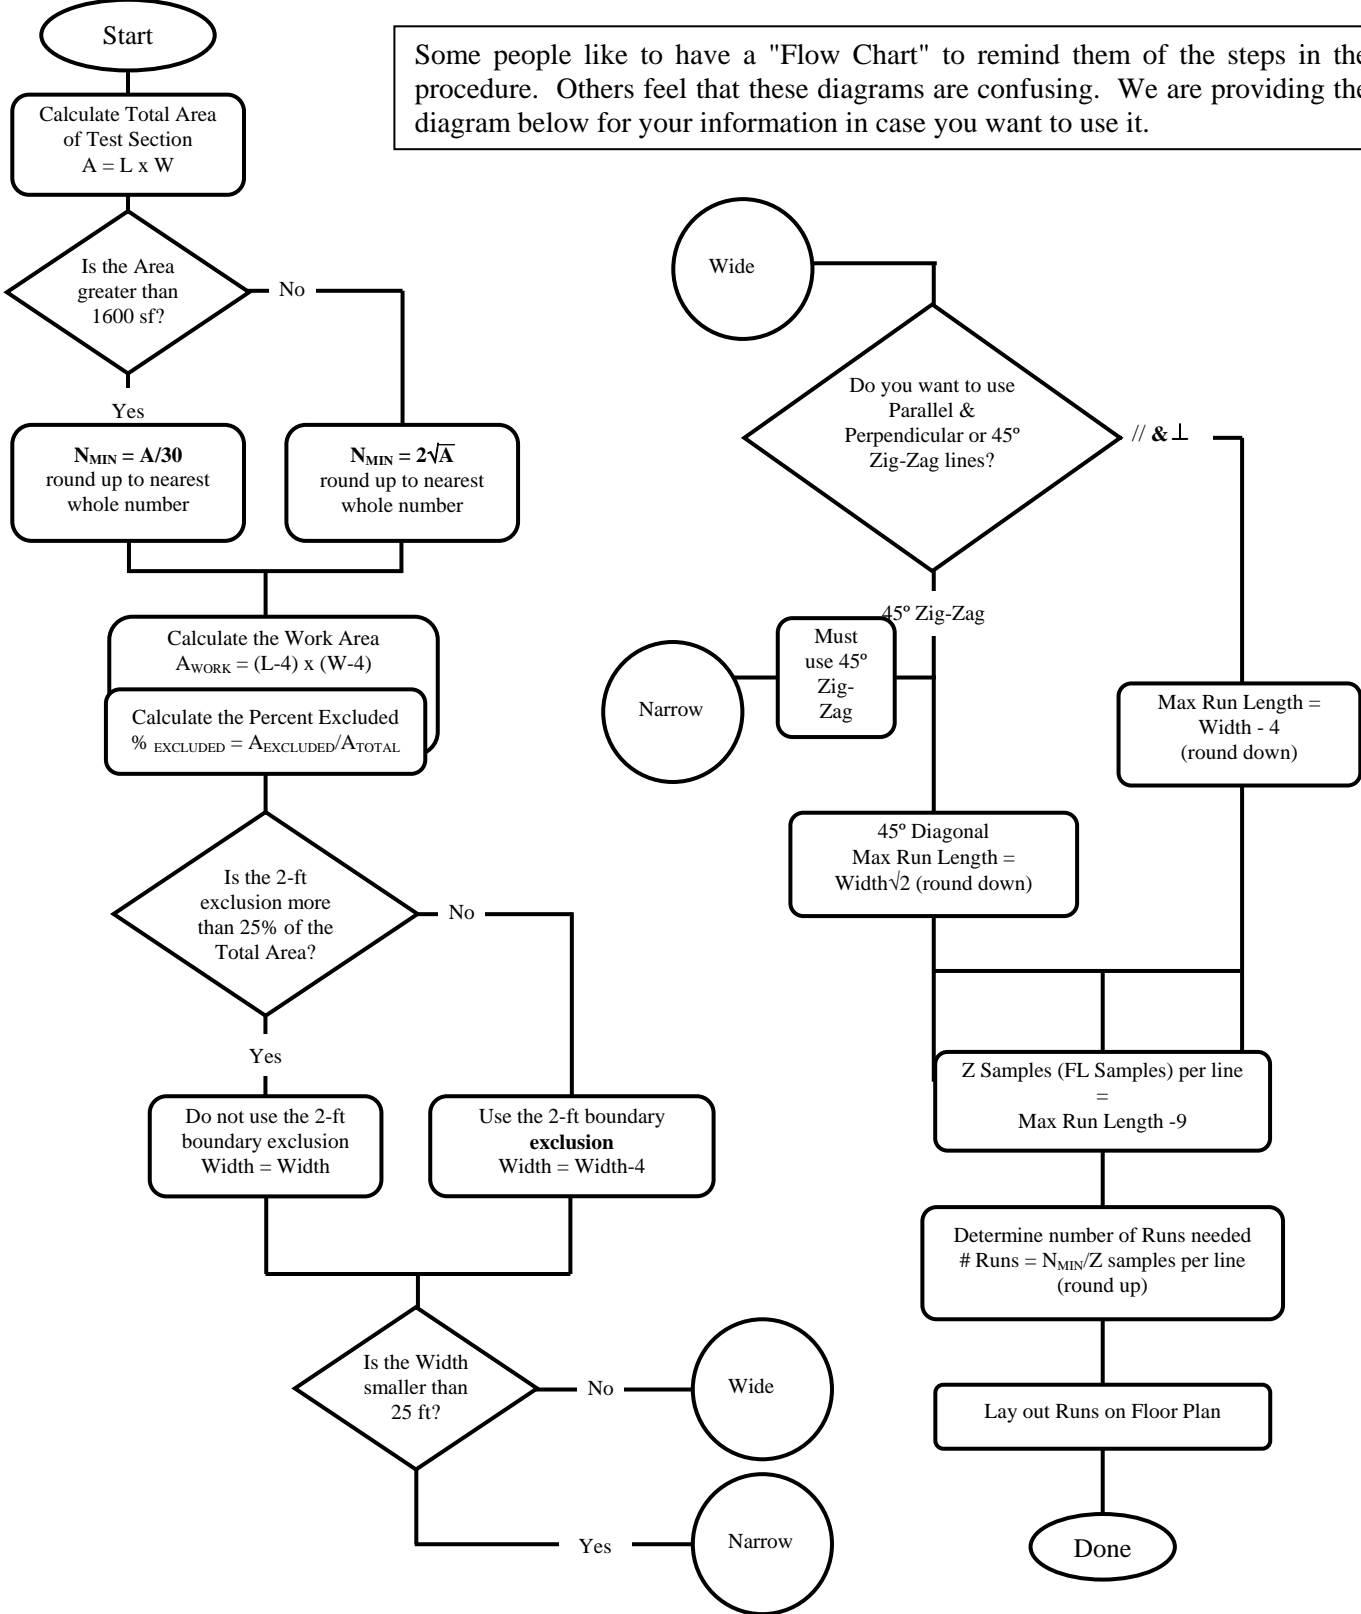 Start
Some people like to have a "Flow Chart" to remind them of the steps in the
procedure. Others feel that these diagrams are confusing. We are providing the
diagram below for your information in case you want to use it.
Calculate Total Area
of Test Section
A = L x W
Is the Area
greater than
1600 sf?
No
Yes
N_MIN = A/30
round up to nearest
whole number
N_MIN = 2√A
round up to nearest
whole number
Calculate the Work Area
A_WORK = (L-4) x (W-4)
Calculate the Percent Excluded
% EXCLUDED = A_EXCLUDED/A_TOTAL
Is the 2-ft
exclusion more
than 25% of the
Total Area?
No
Yes
Do not use the 2-ft
boundary exclusion
Width = Width
Use the 2-ft boundary
exclusion
Width = Width-4
Is the Width
smaller than
25 ft?
No
Wide
Yes
Narrow
Wide
Do you want to use
Parallel &
Perpendicular or 45°
Zig-Zag lines?
// & ⊥
45° Zig-Zag
Narrow
Must
use 45°
Zig-
Zag
Max Run Length =
Width - 4
(round down)
45° Diagonal
Max Run Length =
Width√2 (round down)
Z Samples (FL Samples) per line
=
Max Run Length -9
Determine number of Runs needed
# Runs = N_MIN/Z samples per line
(round up)
Lay out Runs on Floor Plan
Done